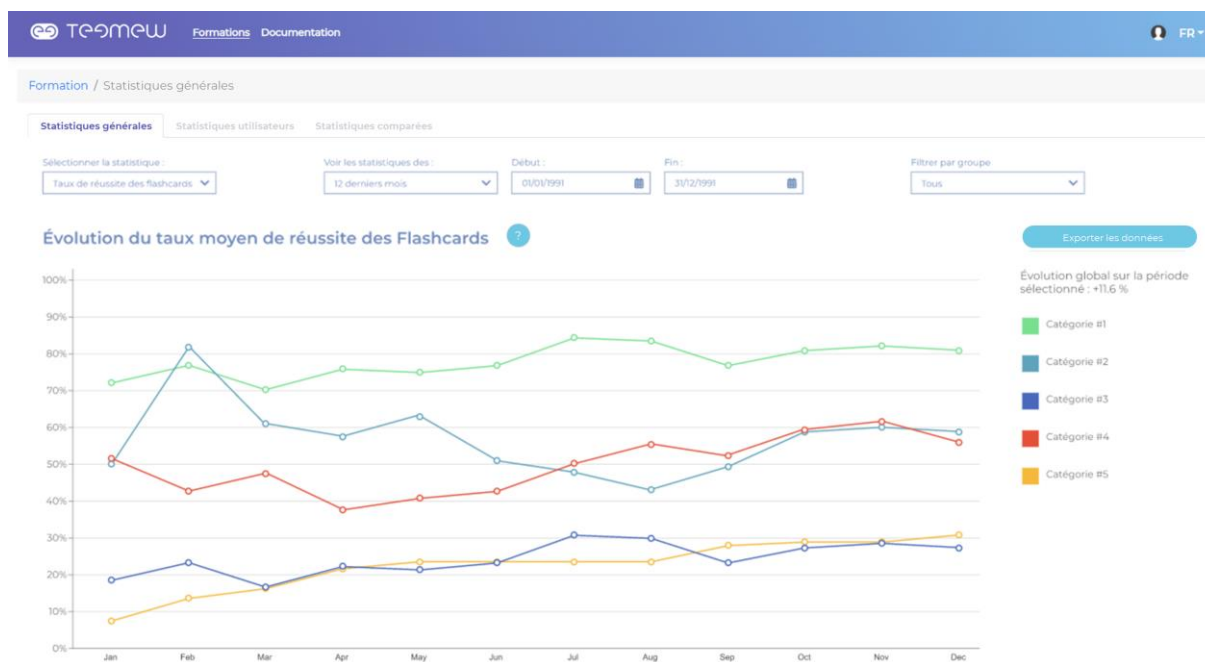 Teemew Formations Documentation FR
Formation / Statistiques générales
Statistiques générales Statistiques utilisateurs Statistiques comparées
Sélectionner la statistique : Voir les statistiques des : Début : Fin : Filtrer par groupe
Taux de réussite des flashcards 12 derniers mois 01/01/1991 31/12/1991 Tous
Évolution du taux moyen de réussite des Flashcards ? Exporter les données
Évolution global sur la période
sélectionné : +11.6 %
Catégorie #1
Catégorie #2
Catégorie #3
Catégorie #4
Catégorie #5
100%
90%
80%
70%
60%
50%
40%
30%
20%
10%
0%
Jan Feb Mar Apr May Jun Jul Aug Sep Oct Nov Dec